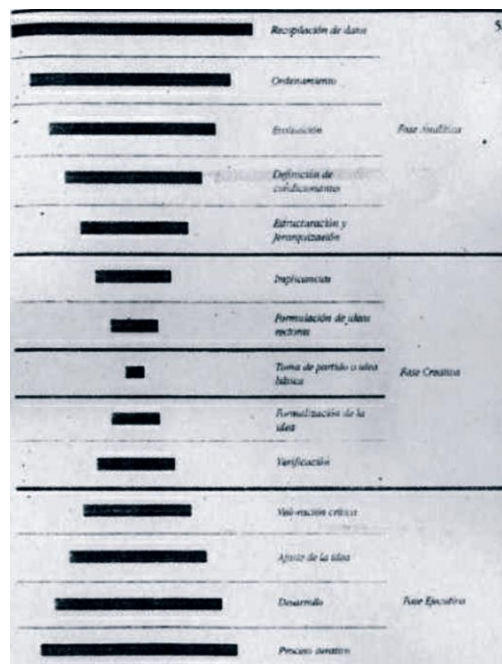 Recopilación de datos
5
Ordenamiento
Evaluación
Fase Analítica
Definición de
condicionantes
Estructuración y
Jerarquización
Implicancias
Formulación de ideas
rectoras
Toma de partido o idea
básica
Fase Creativa
Formalización de la
idea
Verificación
Valoración crítica
Ajuste de la idea
Desarrollo
Fase Ejecutiva
Proceso iterativo